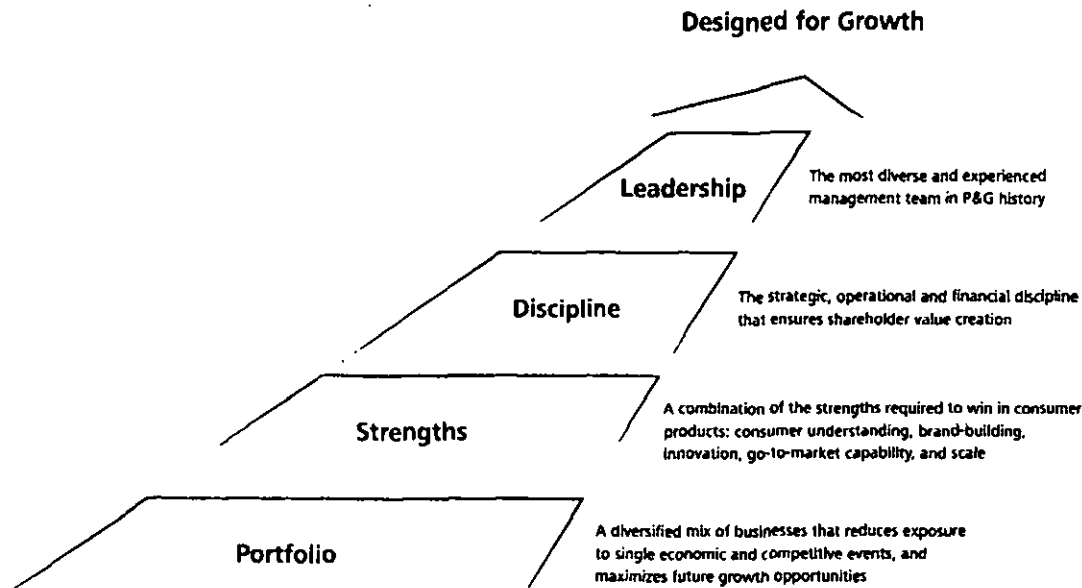 Designed for Growth
Leadership
The most diverse and experienced
management team in P&G history
Discipline
The strategic, operational and financial discipline
that ensures shareholder value creation
Strengths
A combination of the strengths required to win in consumer
products: consumer understanding, brand-building,
innovation, go-to-market capability, and scale
Portfolio
A diversified mix of businesses that reduces exposure
to single economic and competitive events, and
maximizes future growth opportunities